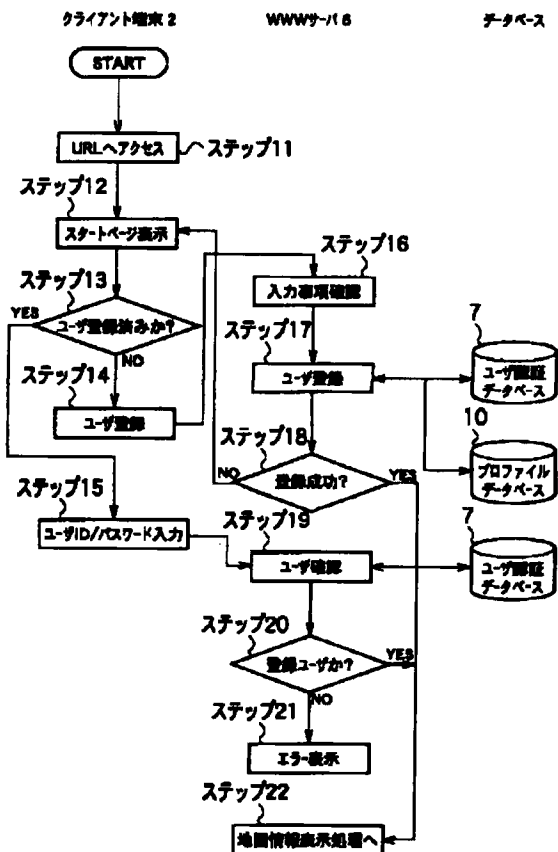 クライアント端末 2
WWWサーバ 6
データベース
START
URLへアクセス
ステップ11
ステップ12
スタートページ表示
ステップ16
入力事項確認
ステップ13
ユーザ登録済みか?
YES
NO
ステップ17
ユーザ登録
7
ユーザ認証
データベース
ステップ14
ユーザ登録
10
プロファイル
データベース
ステップ18
登録成功?
NO
YES
ステップ15
ユーザID/パスワード入力
ステップ19
ユーザ確認
7
ユーザ認証
データベース
ステップ20
登録ユーザか?
YES
NO
ステップ21
エラー表示
ステップ22
地図情報表示処理へ